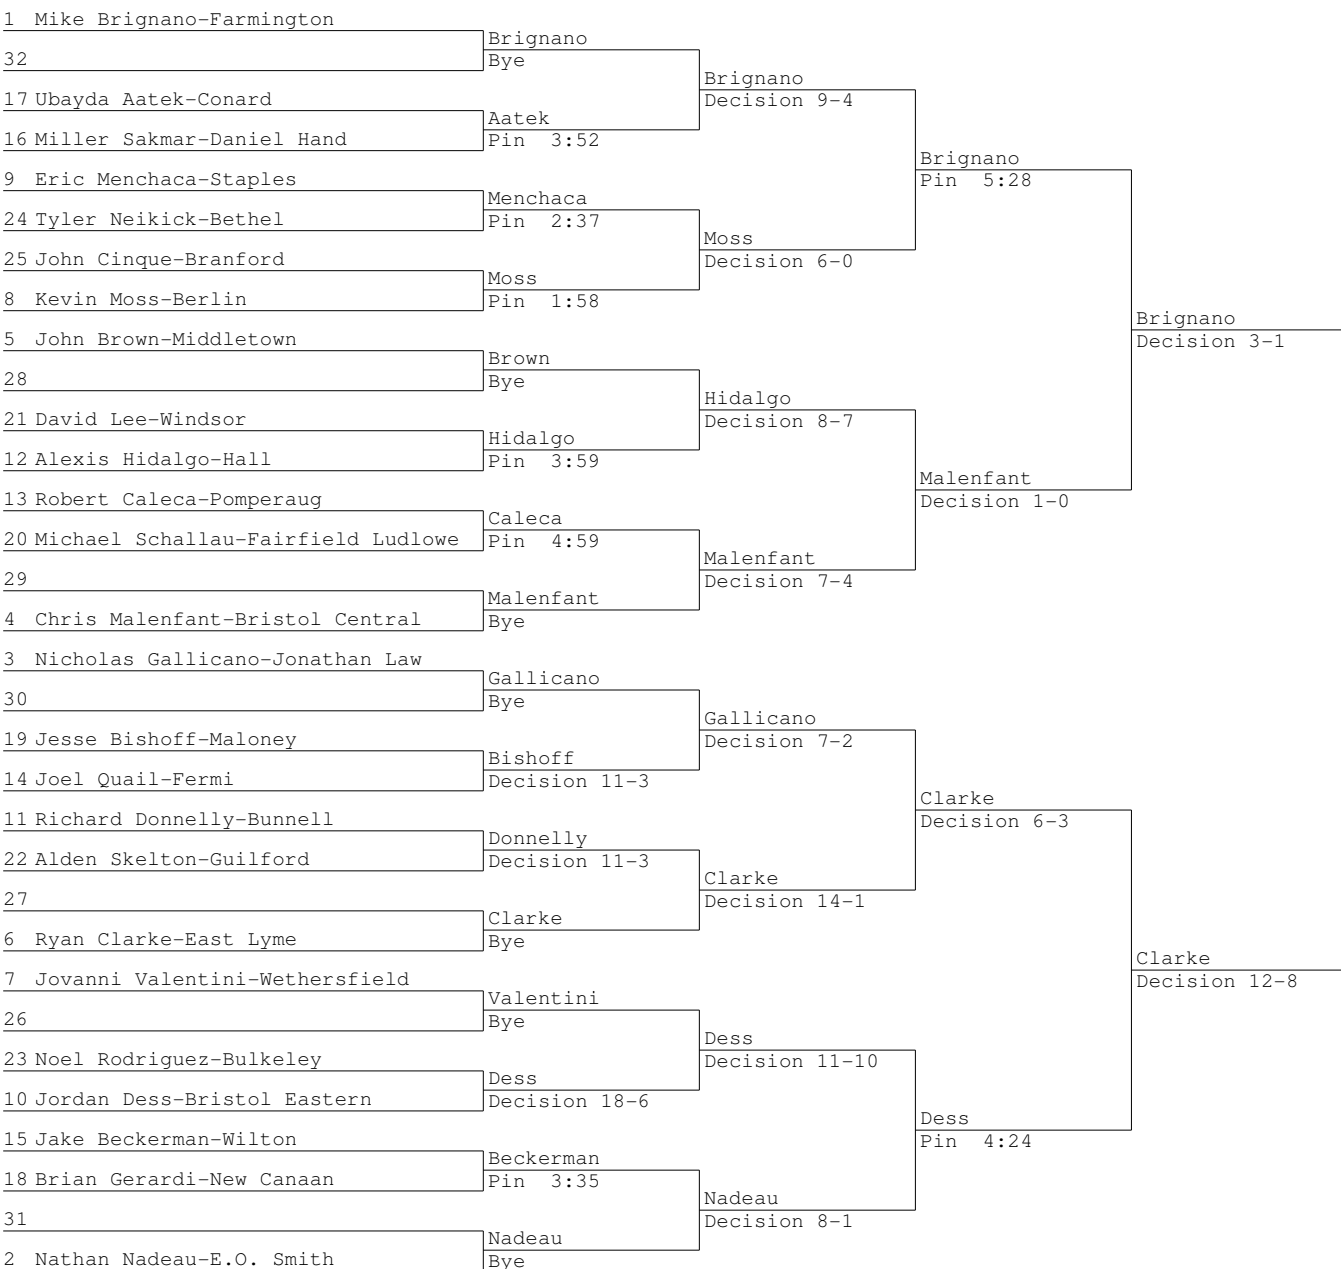 1 Mike Brignano-Farmington
Brignano
32
Bye
Brignano
17 Ubayda Aatek-Conard
Decision 9-4
Aatek
16 Miller Sakmar-Daniel Hand
Pin 3:52
Brignano
9 Eric Menchaca-Staples
Pin 5:28
Menchaca
24 Tyler Neikick-Bethel
Pin 2:37
Moss
25 John Cinque-Branford
Decision 6-0
Moss
8 Kevin Moss-Berlin
Pin 1:58
Brignano
5 John Brown-Middletown
Decision 3-1
Brown
28
Bye
Hidalgo
21 David Lee-Windsor
Decision 8-7
Hidalgo
12 Alexis Hidalgo-Hall
Pin 3:59
Malenfant
13 Robert Caleca-Pomperaug
Decision 1-0
Caleca
20 Michael Schallau-Fairfield Ludlowe
Pin 4:59
Malenfant
29
Decision 7-4
Malenfant
4 Chris Malenfant-Bristol Central
Bye
3 Nicholas Gallicano-Jonathan Law
Gallicano
30
Bye
Gallicano
19 Jesse Bishoff-Maloney
Decision 7-2
Bishoff
14 Joel Quail-Fermi
Decision 11-3
Clarke
11 Richard Donnelly-Bunnell
Decision 6-3
Donnelly
22 Alden Skelton-Guilford
Decision 11-3
Clarke
27
Decision 14-1
Clarke
6 Ryan Clarke-East Lyme
Bye
Clarke
7 Jovanni Valentini-Wethersfield
Decision 12-8
Valentini
26
Bye
Dess
23 Noel Rodriguez-Bulkeley
Decision 11-10
Dess
10 Jordan Dess-Bristol Eastern
Decision 18-6
Dess
15 Jake Beckerman-Wilton
Pin 4:24
Beckerman
18 Brian Gerardi-New Canaan
Pin 3:35
Nadeau
31
Decision 8-1
Nadeau
2 Nathan Nadeau-E.O. Smith
Bye